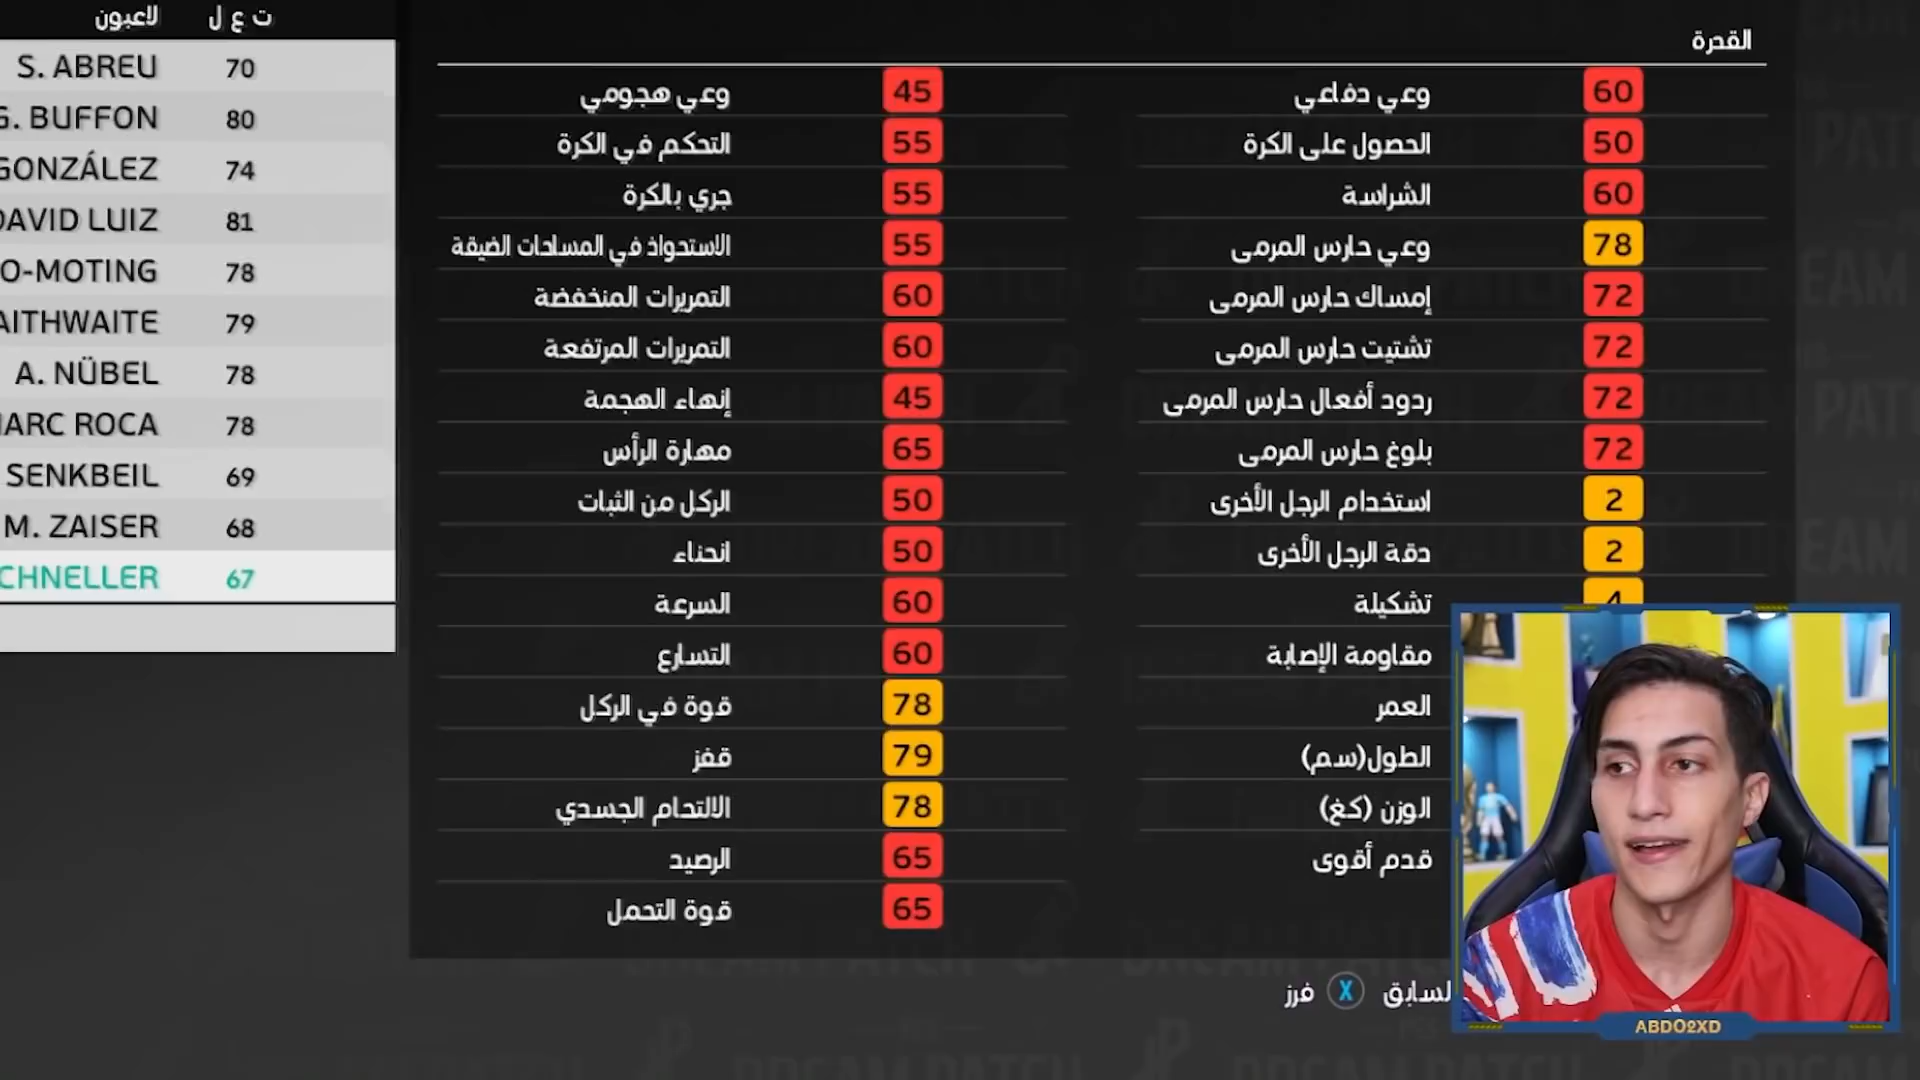 لاعبون ت ع ل
S. ABREU 70
G. BUFFON 80
GONZÁLEZ 74
DAVID LUIZ 81
O-MOTING 78
AITHWAITE 79
A. NÜBEL 78
MARC ROCA 78
SENKBEIL 69
M. ZAISER 68
CHNELLER 67
القدرة
وعي هجومي 45
التحكم في الكرة 55
جري بالكرة 55
الاستحواذ في المساحات الضيقة 55
التمريرات المنخفضة 60
التمريرات المرتفعة 60
إنهاء الهجمة 45
مهارة الرأس 65
الركل من الثبات 50
انحناء 50
السرعة 60
التسارع 60
قوة في الركل 78
قفز 79
الالتحام الجسدي 78
الرصيد 65
قوة التحمل 65
وعي دفاعي 60
الحصول على الكرة 50
الشراسة 60
وعي حارس المرمى 78
إمساك حارس المرمى 72
تشتيت حارس المرمى 72
ردود أفعال حارس المرمى 72
بلوغ حارس المرمى 72
استخدام الرجل الأخرى 2
دقة الرجل الأخرى 2
تشكيلة 4
مقاومة الإصابة
العمر
الطول(سم)
الوزن (كغ)
قدم أقوى
لسابق X فرز
ABDO2XD